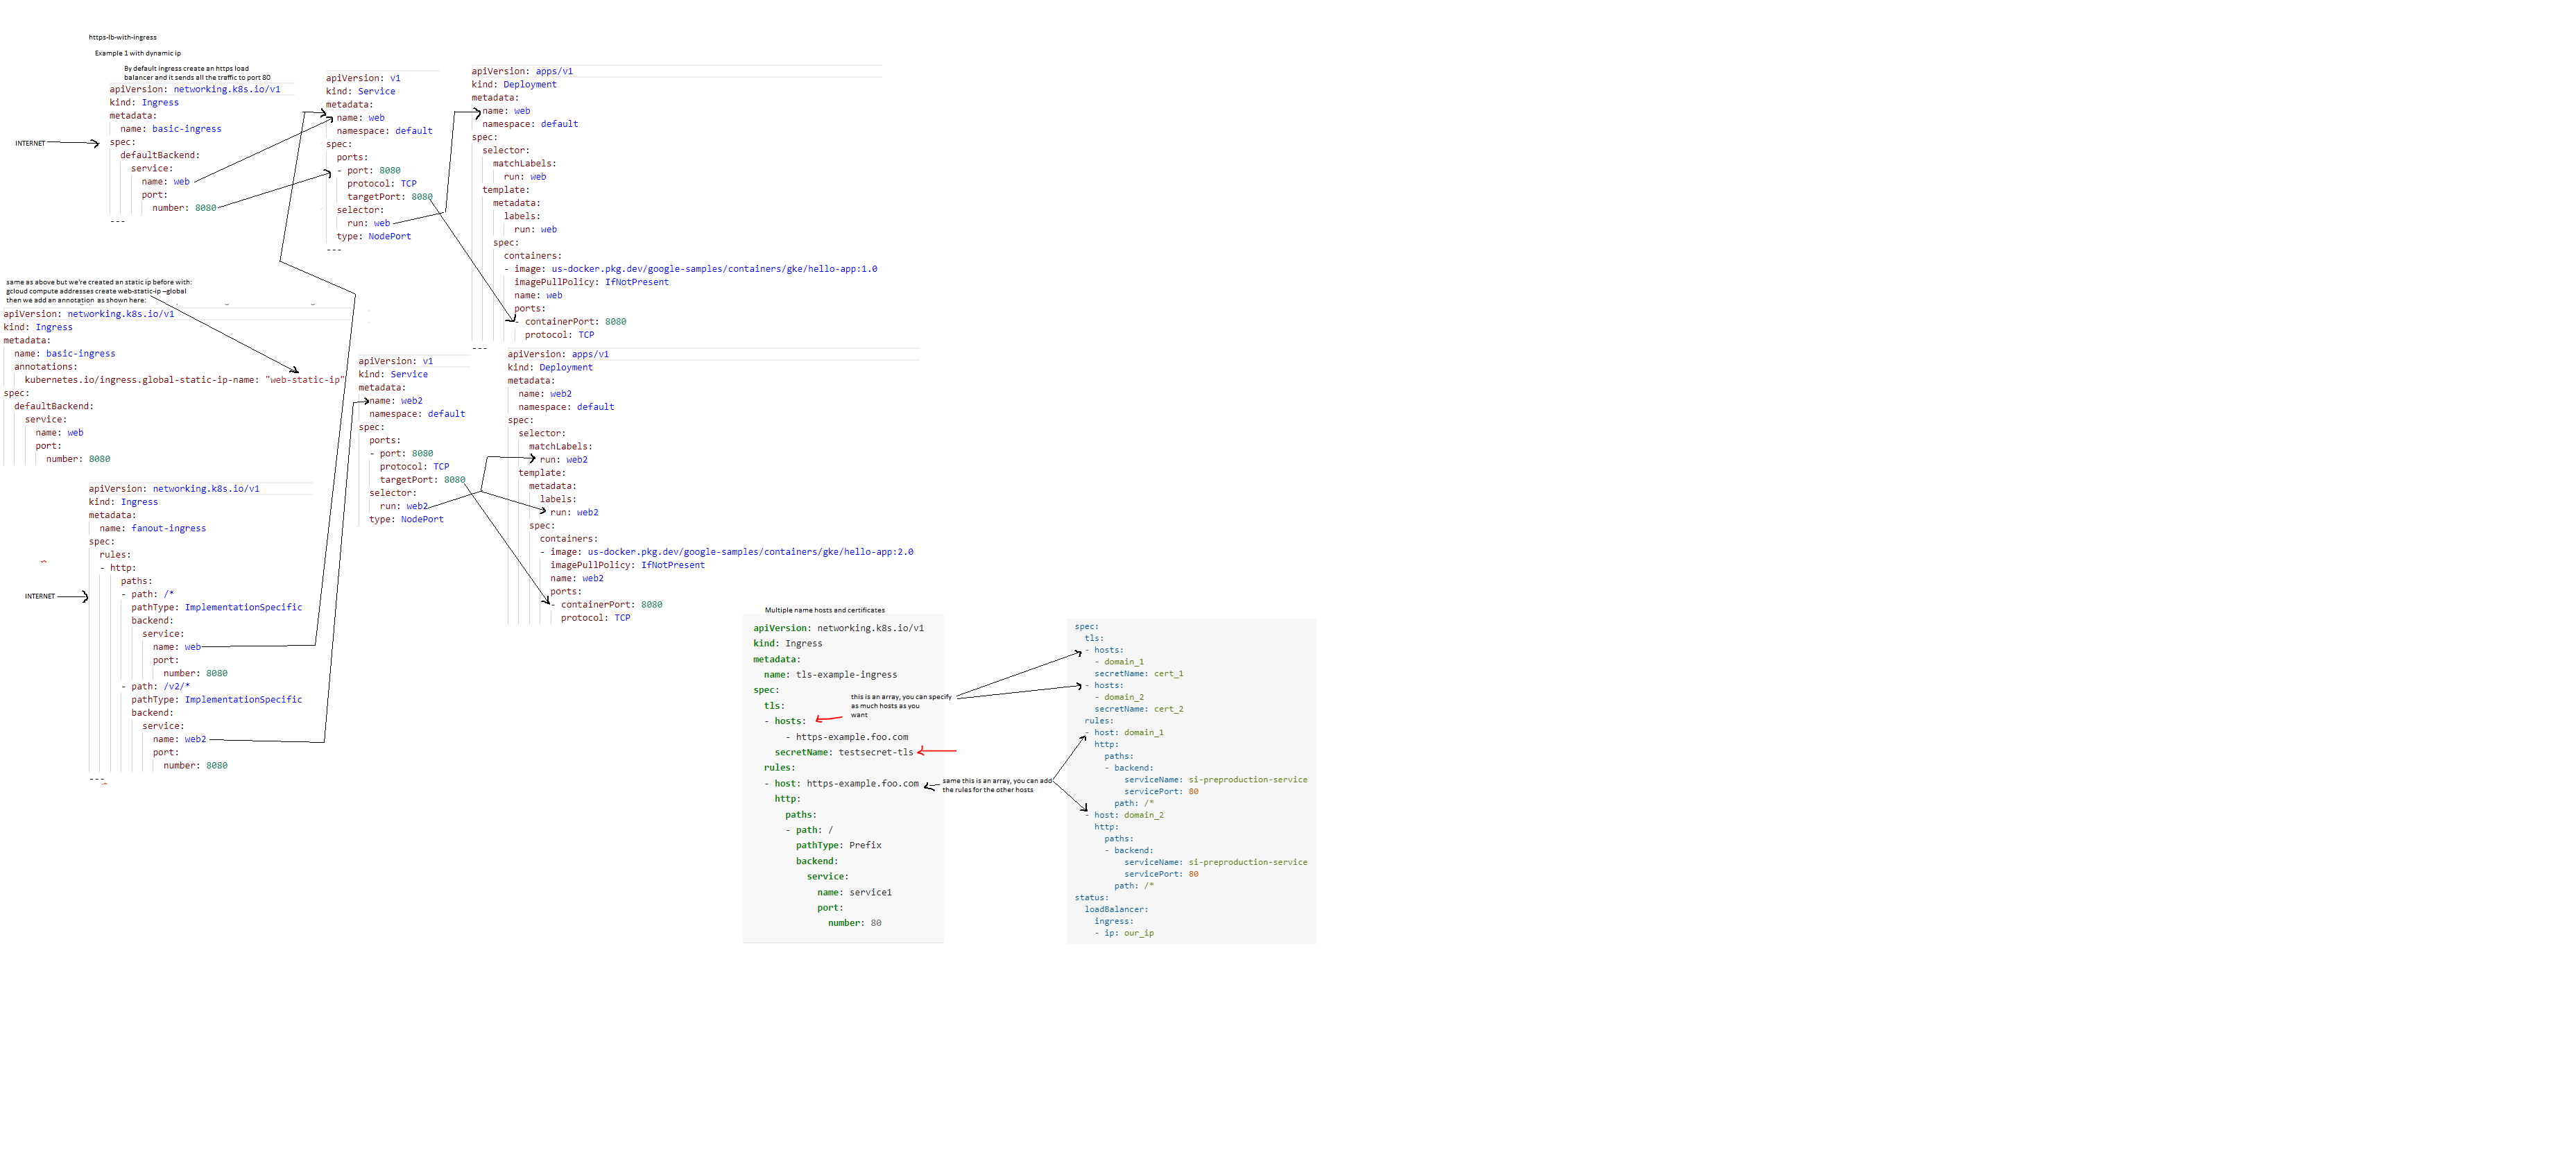 https-lb-with-ingress
Example 1 with dynamic ip
By default ingress create an https load
balancer and it sends all the traffic to port 80
INTERNET
apiVersion: networking.k8s.io/v1
kind: Ingress
metadata:
name: basic-ingress
spec:
defaultBackend:
service:
name: web
port:
number: 8080
---
apiVersion: v1
kind: Service
metadata:
name: web
namespace: default
spec:
ports:
- port: 8080
protocol: TCP
targetPort: 8080
selector:
run: web
type: NodePort
---
apiVersion: apps/v1
kind: Deployment
metadata:
name: web
namespace: default
spec:
selector:
matchLabels:
run: web
template:
metadata:
labels:
run: web
spec:
containers:
- image: us-docker.pkg.dev/google-samples/containers/gke/hello-app:1.0
imagePullPolicy: IfNotPresent
name: web
ports:
- containerPort: 8080
protocol: TCP
---
same as above but we're created an static ip before with:
gcloud compute addresses create web-static-ip --global
then we add an annotation as shown here:
apiVersion: networking.k8s.io/v1
kind: Ingress
metadata:
name: basic-ingress
annotations:
kubernetes.io/ingress.global-static-ip-name: "web-static-ip"
spec:
defaultBackend:
service:
name: web
port:
number: 8080
apiVersion: v1
kind: Service
metadata:
name: web2
namespace: default
spec:
ports:
- port: 8080
protocol: TCP
targetPort: 8080
selector:
run: web2
type: NodePort
apiVersion: apps/v1
kind: Deployment
metadata:
name: web2
namespace: default
spec:
selector:
matchLabels:
run: web2
template:
metadata:
labels:
run: web2
spec:
containers:
- image: us-docker.pkg.dev/google-samples/containers/gke/hello-app:2.0
imagePullPolicy: IfNotPresent
name: web2
ports:
- containerPort: 8080
protocol: TCP
INTERNET
apiVersion: networking.k8s.io/v1
kind: Ingress
metadata:
name: fanout-ingress
spec:
rules:
- http:
paths:
- path: /*
pathType: ImplementationSpecific
backend:
service:
name: web
port:
number: 8080
- path: /v2/*
pathType: ImplementationSpecific
backend:
service:
name: web2
port:
number: 8080
---
Multiple name hosts and certificates
apiVersion: networking.k8s.io/v1
kind: Ingress
metadata:
name: tls-example-ingress
spec:
tls:
- hosts:
- https-example.foo.com
secretName: testsecret-tls
rules:
- host: https-example.foo.com
http:
paths:
- path: /
pathType: Prefix
backend:
service:
name: service1
port:
number: 80
this is an array, you can specify
as much hosts as you
want
same this is an array, you can add
the rules for the other hosts
spec:
tls:
- hosts:
- domain_1
secretName: cert_1
- hosts:
- domain_2
secretName: cert_2
rules:
- host: domain_1
http:
paths:
- backend:
serviceName: si-preproduction-service
servicePort: 80
path: /*
- host: domain_2
http:
paths:
- backend:
serviceName: si-preproduction-service
servicePort: 80
path: /*
status:
loadBalancer:
ingress:
- ip: our_ip